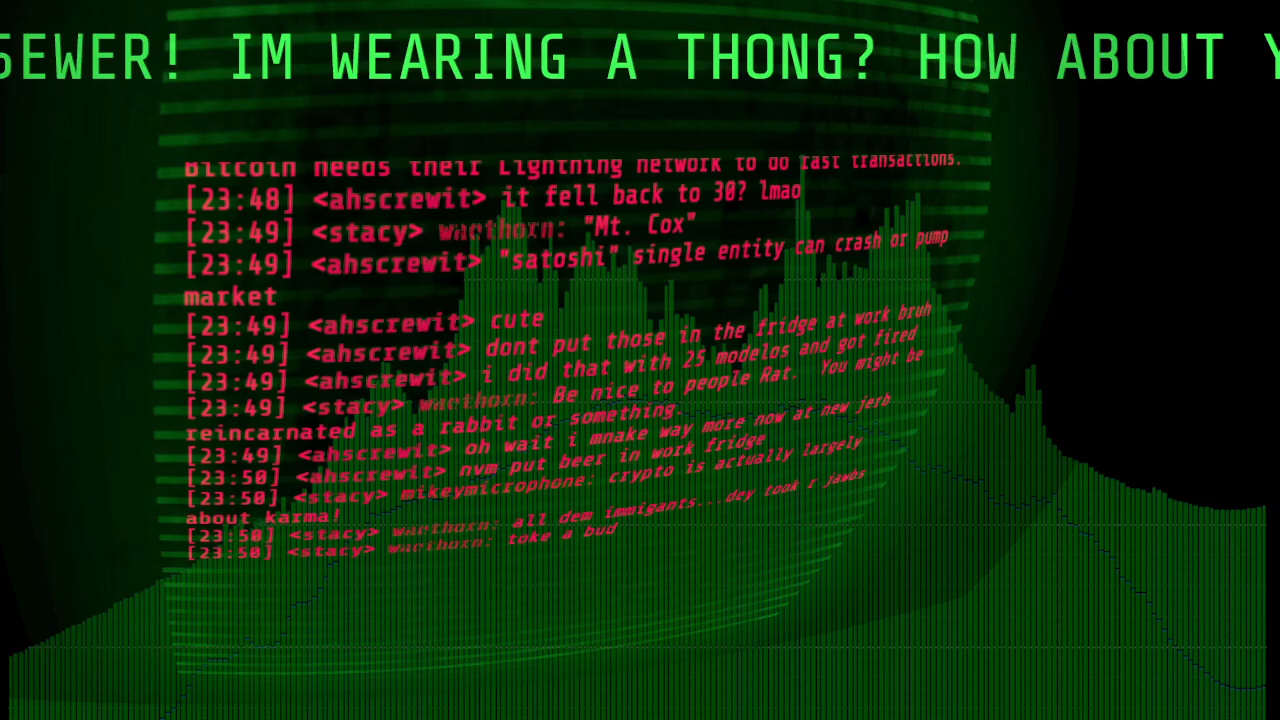 SEWER! IM WEARING A THONG? HOW ABOUT Y
Bitcoin needs their Lightning network to do fast transactions.
[23:48] <ahscrewit> it fell back to 30? lmao
[23:49] <stacy> waethorn: "Mt. Cox"
[23:49] <ahscrewit> "satoshi" single entity can crash or pump
market
[23:49] <ahscrewit> cute
[23:49] <ahscrewit> dont put those in the fridge at work bruh
[23:49] <ahscrewit> i did that with 25 modelos and got fired
[23:49] <stacy> waethorn: Be nice to people Rat. You might be
reincarnated as a rabbit or something.
[23:49] <ahscrewit> oh wait i mnake way more now at new jerb
[23:50] <ahscrewit> nvm put beer in work fridge
[23:50] <stacy> mikeymicrophone: crypto is actually largely
about karma!
[23:50] <stacy> waethorn: all dem immigants...dey took r jawbs
[23:50] <stacy> waethorn: toke a bud